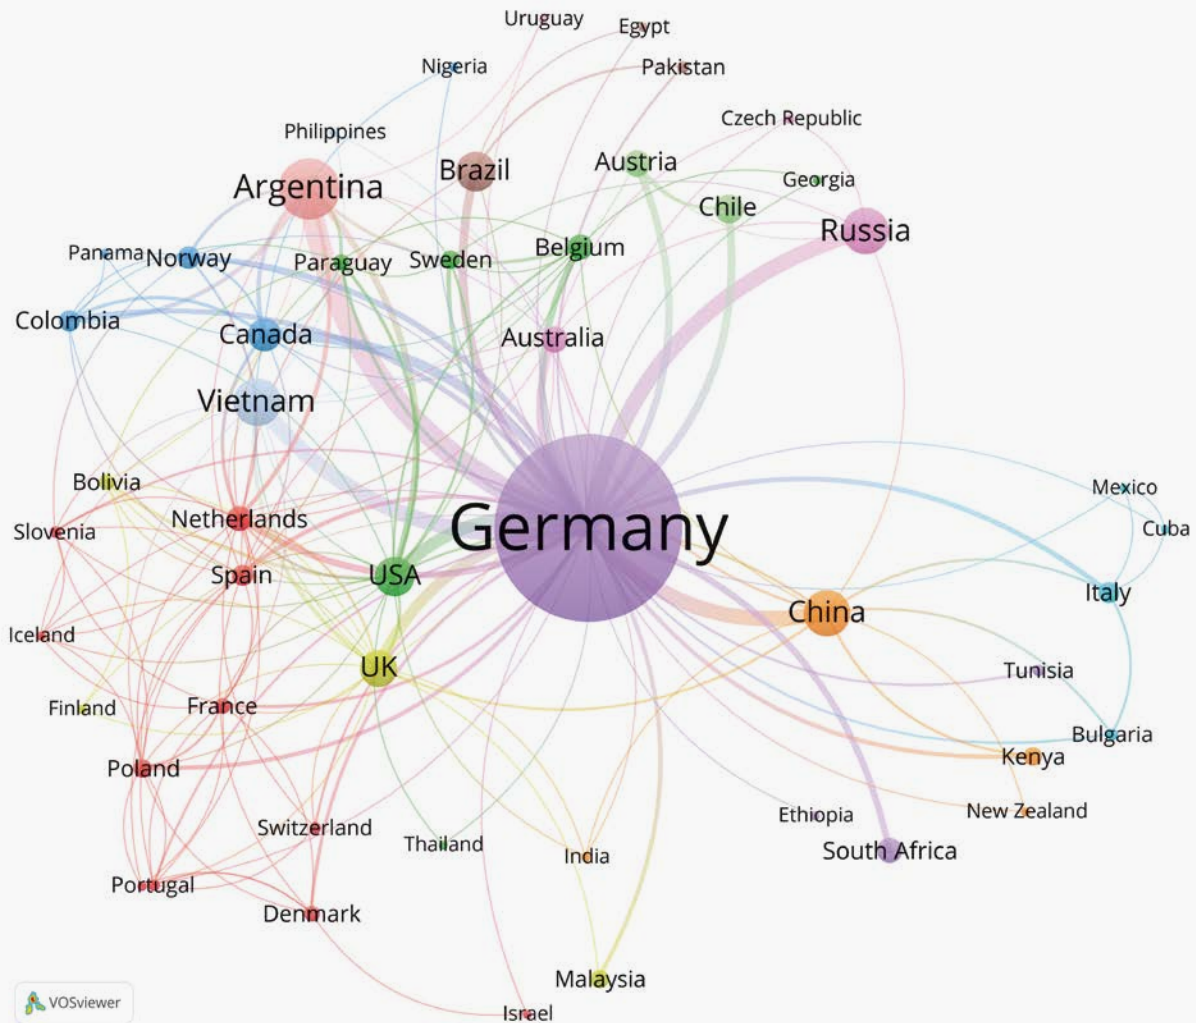 Uruguay
Egypt
Nigeria
Pakistan
Czech Republic
Philippines
Brazil
Austria
Argentina
Georgia
Chile
Russia
Panama
Norway
Paraguay
Sweden
Belgium
Colombia
Canada
Australia
Vietnam
Bolivia
Mexico
Slovenia
Netherlands
Germany
Cuba
Spain
USA
Italy
China
Iceland
UK
Tunisia
Finland
France
Bulgaria
Kenya
Poland
New Zealand
Ethiopia
Switzerland
Thailand
India
South Africa
Portugal
Denmark
Malaysia
VOSviewer
Israel